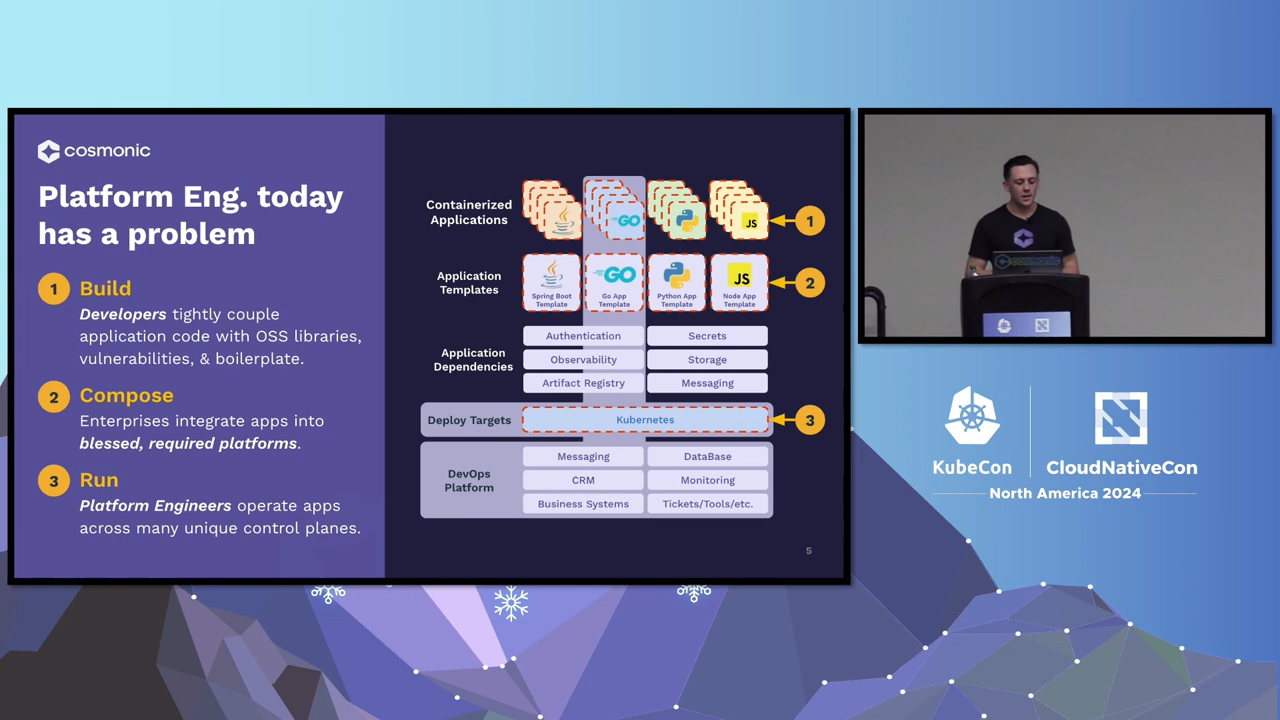 cosmonic
Platform Eng. today
has a problem
1 Build
Developers tightly couple
application code with OSS libraries,
vulnerabilities, & boilerplate.
2 Compose
Enterprises integrate apps into
blessed, required platforms.
3 Run
Platform Engineers operate apps
across many unique control planes.
Containerized
Applications
GO
JS
1
Application
Templates
Spring Boot
Template
GO
Go App
Template
Python App
Template
JS
Node App
Template
2
Application
Dependencies
Authentication
Secrets
Observability
Storage
Artifact Registry
Messaging
Deploy Targets
Kubernetes
3
DevOps
Platform
Messaging
DataBase
CRM
Monitoring
Business Systems
Tickets/Tools/etc.
5
cosmonic
KubeCon
CloudNativeCon
North America 2024